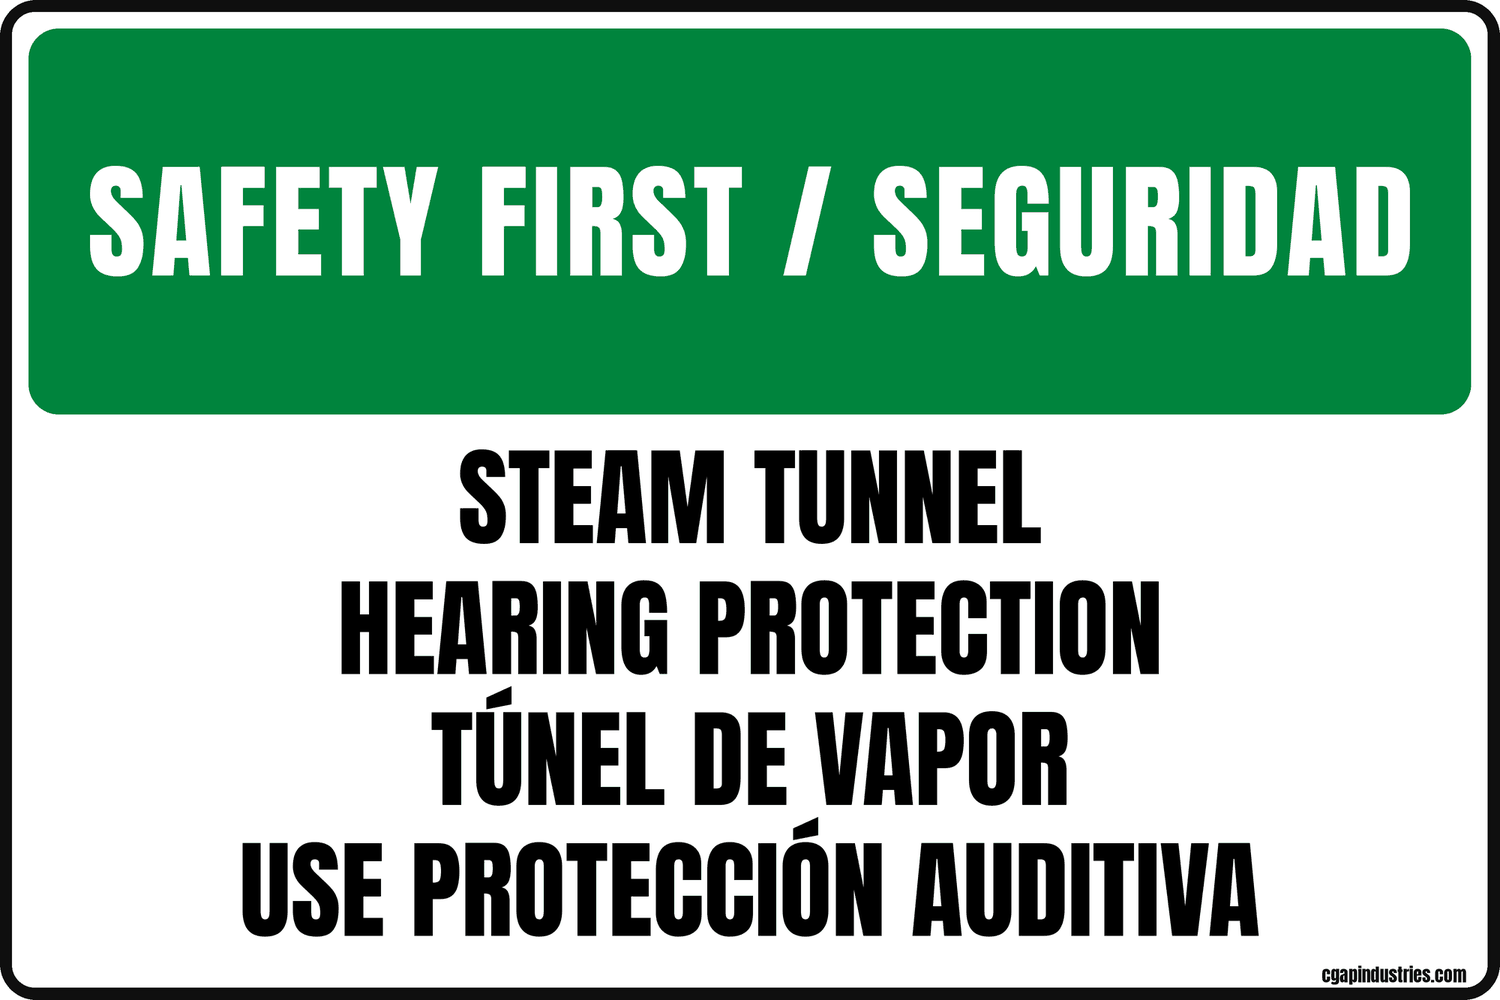 SAFETY FIRST / SEGURIDAD
STEAM TUNNEL
HEARING PROTECTION
TÚNEL DE VAPOR
USE PROTECCIÓN AUDITIVA
cgapindustries.com